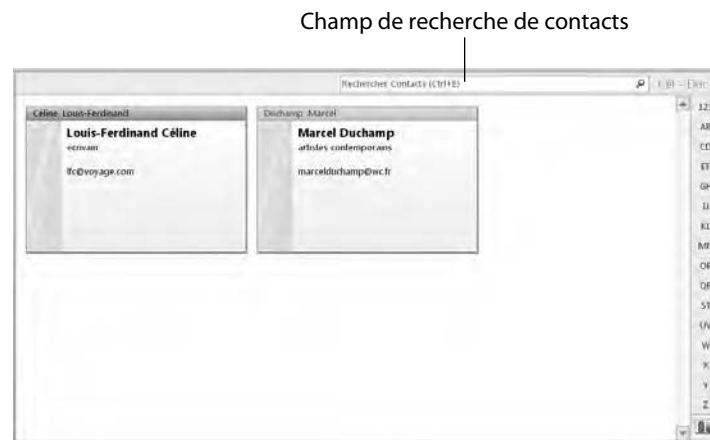 Champ de recherche de contacts
Rechercher Contacts (Ctrl+E)
Céline Louis-Ferdinand
Louis-Ferdinand Céline
écrivain
lfc@voyage.com
Duchamp Marcel
Marcel Duchamp
artistes contemporains
marcelduchamp@wc.fr
12
AB
CD
EF
GH
IJ
KL
MN
OP
QR
ST
UV
W
X
Y
Z